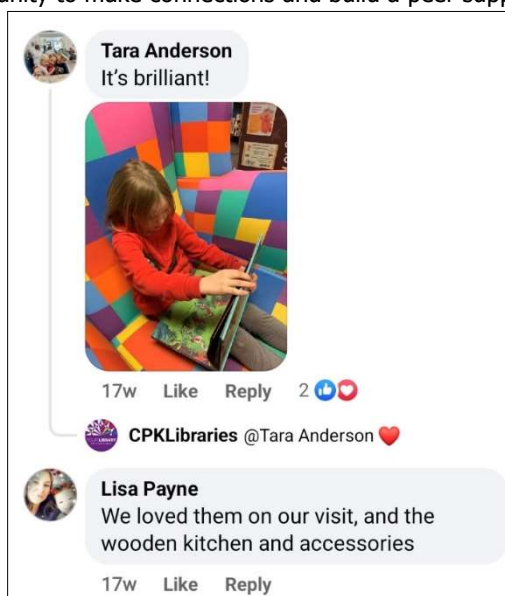 Tara Anderson
It's brilliant!
17w Like Reply 2
CPKLibraries @Tara Anderson
Lisa Payne
We loved them on our visit, and the
wooden kitchen and accessories
17w Like Reply